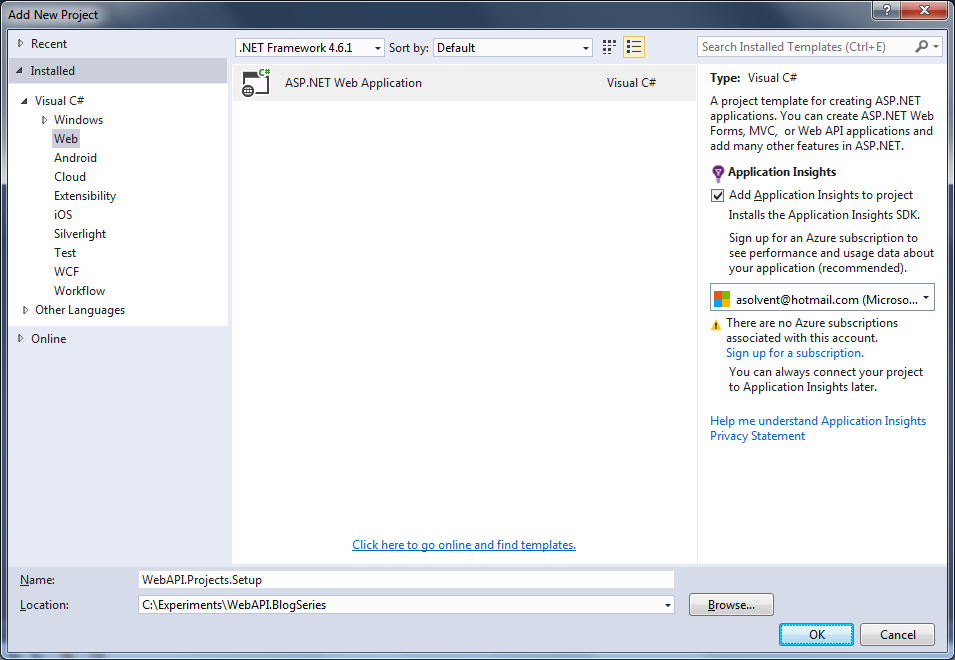 Add New Project
?
Recent
Installed
Visual C#
Windows
Web
Android
Cloud
Extensibility
iOS
Silverlight
Test
WCF
Workflow
Other Languages
Online
.NET Framework 4.6.1
Sort by:
Default
Search Installed Templates (Ctrl+E)
C#
ASP.NET Web Application
Visual C#
Click here to go online and find templates.
Type: Visual C#
A project template for creating ASP.NET
applications. You can create ASP.NET Web
Forms, MVC, or Web API applications and
add many other features in ASP.NET.
Application Insights
Add Application Insights to project
Installs the Application Insights SDK.
Sign up for an Azure subscription to
see performance and usage data about
your application (recommended).
asolvent@hotmail.com (Microso...
There are no Azure subscriptions
associated with this account.
Sign up for a subscription.
You can always connect your project
to Application Insights later.
Help me understand Application Insights
Privacy Statement
Name:
WebAPI.Projects.Setup
Location:
C:\Experiments\WebAPI.BlogSeries
Browse...
OK
Cancel